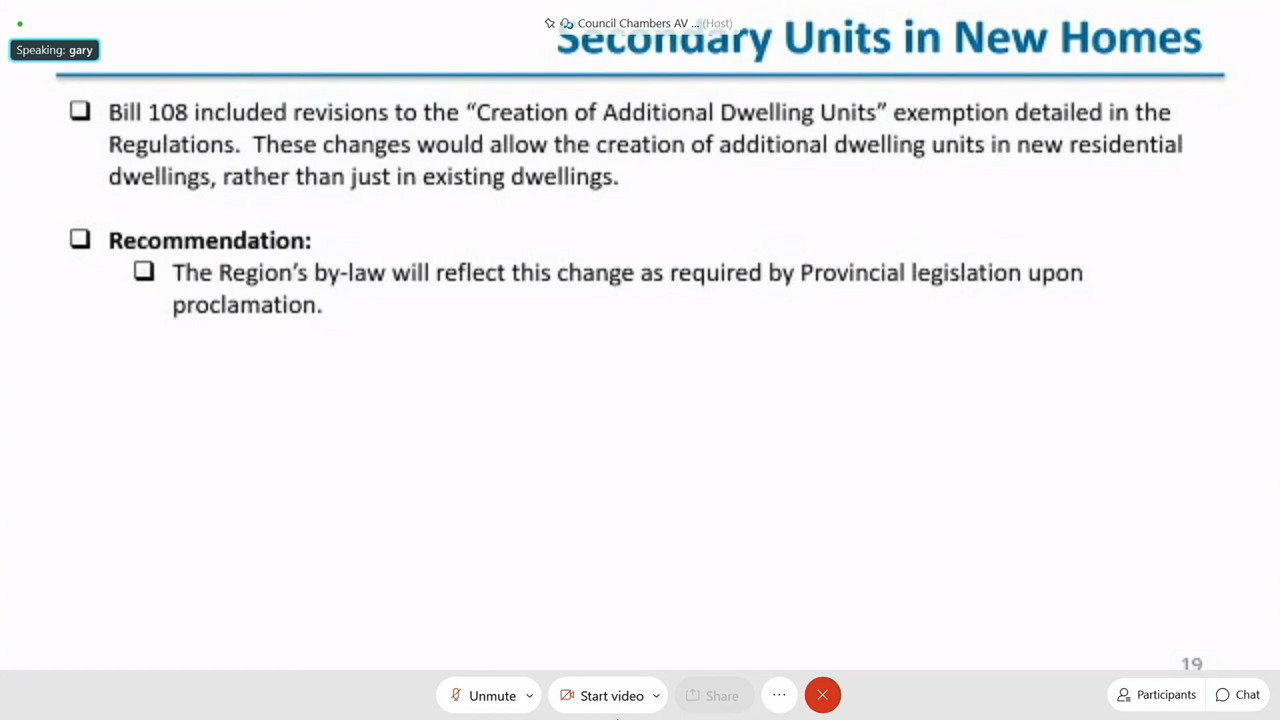 Council Chambers AV ... (Host)
Speaking: gary
Secondary Units in New Homes
Bill 108 included revisions to the “Creation of Additional Dwelling Units” exemption detailed in the
Regulations. These changes would allow the creation of additional dwelling units in new residential
dwellings, rather than just in existing dwellings.
Recommendation:
The Region’s by-law will reflect this change as required by Provincial legislation upon
proclamation.
19
Unmute
Start video
Share
Participants
Chat